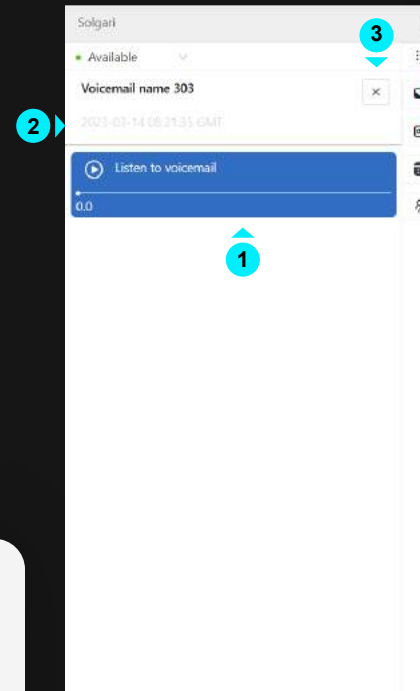 Solgari
3
Available
Voicemail name 303
2
2023-03-14 08:21:35 GMT
Listen to voicemail
0.0
1